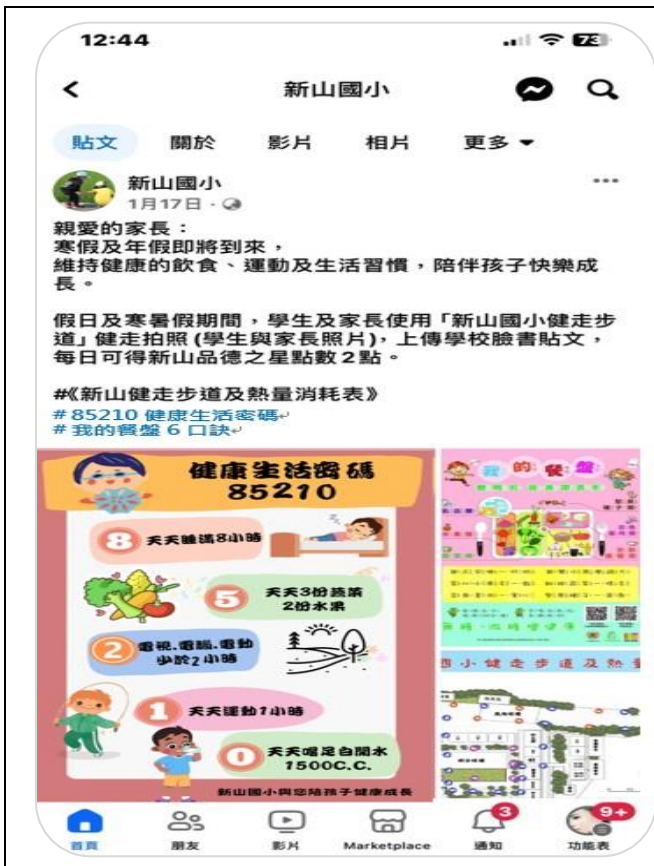 12:44
73
新山國小
貼文 關於 影片 相片 更多
新山國小
1月17日
親愛的家長：
寒假及年假即將到來，
維持健康的飲食、運動及生活習慣，陪伴孩子快樂成
長。
假日及寒暑假期間，學生及家長使用「新山國小健走步
道」健走拍照 (學生與家長照片)，上傳學校臉書貼文，
每日可得新山品德之星點數2點。
#《新山健走步道及熱量消耗表》
#85210 健康生活密碼↵
#我的餐盤 6 口訣↵
健康生活密碼
85210
8 天天睡滿8小時
5 天天3份蔬菜
2份水果
2 電視.電腦.電動
少於2小時
1 天天運動1小時
0 天天喝足白開水
1500C.C.
新山國小與您陪孩子健康成長
我的餐盤
國小健走步道及熱量
首頁 朋友 影片 Marketplace 通知 功能表
3
9+